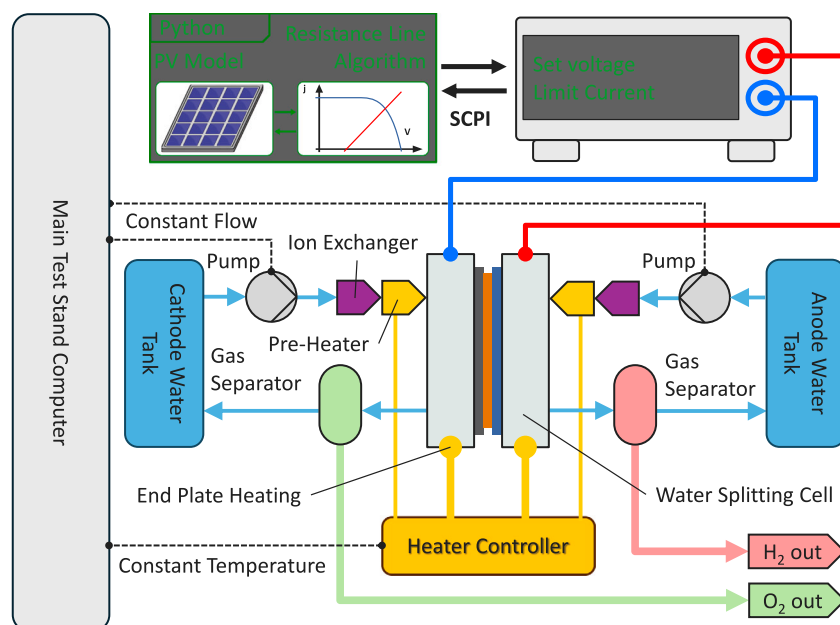 Python
PV Model
Resistance Line
Algorithm
j
V
SCPI
Set voltage
Limit Current
Main Test Stand Computer
Constant Flow
Pump
Ion Exchanger
Pre-Heater
Cathode Water
Tank
Gas
Separator
Pump
Anode Water
Tank
Gas
Separator
End Plate Heating
Water Splitting Cell
Heater Controller
Constant Temperature
H₂ out
O₂ out